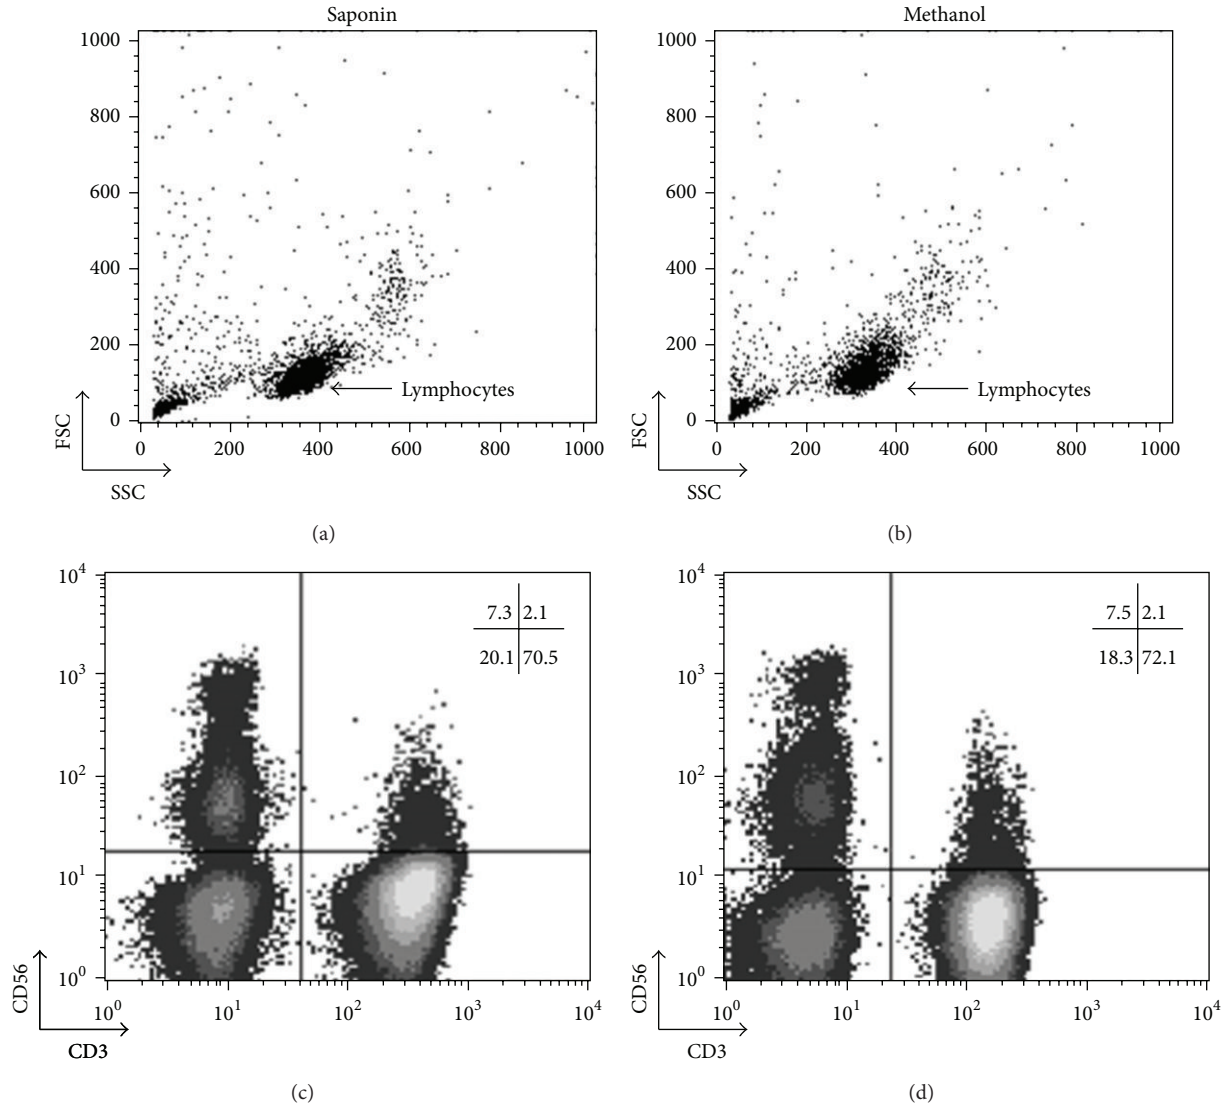 Saponin
Methanol
1000
800
600
400
200
0
FSC
Lymphocytes
0 200 400 600 800 1000
SSC
(a)
1000
800
600
400
200
0
FSC
Lymphocytes
0 200 400 600 800 1000
SSC
(b)
10⁴
10³
10²
10¹
10⁰
CD56
7.3 2.1
20.1 70.5
10⁰ 10¹ 10² 10³ 10⁴
CD3
(c)
10⁴
10³
10²
10¹
10⁰
CD56
7.5 2.1
18.3 72.1
10⁰ 10¹ 10² 10³ 10⁴
CD3
(d)